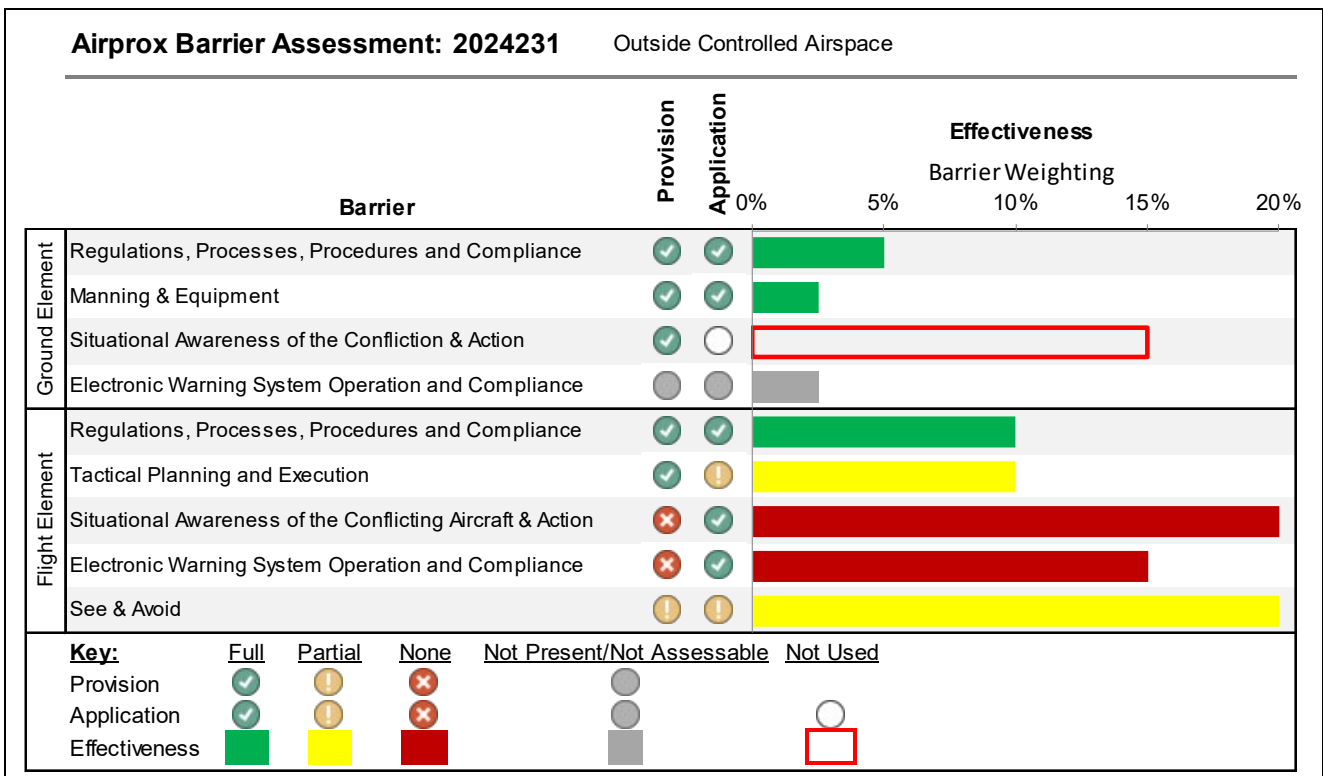 Airprox Barrier Assessment: 2024231 Outside Controlled Airspace
Provision
Application
Effectiveness
Barrier Weighting
Barrier
0% 5% 10% 15% 20%
Ground Element
Regulations, Processes, Procedures and Compliance
Manning & Equipment
Situational Awareness of the Confliction & Action
Electronic Warning System Operation and Compliance
Flight Element
Regulations, Processes, Procedures and Compliance
Tactical Planning and Execution
Situational Awareness of the Conflicting Aircraft & Action
Electronic Warning System Operation and Compliance
See & Avoid
Key: Full Partial None Not Present/Not Assessable Not Used
Provision
Application
Effectiveness